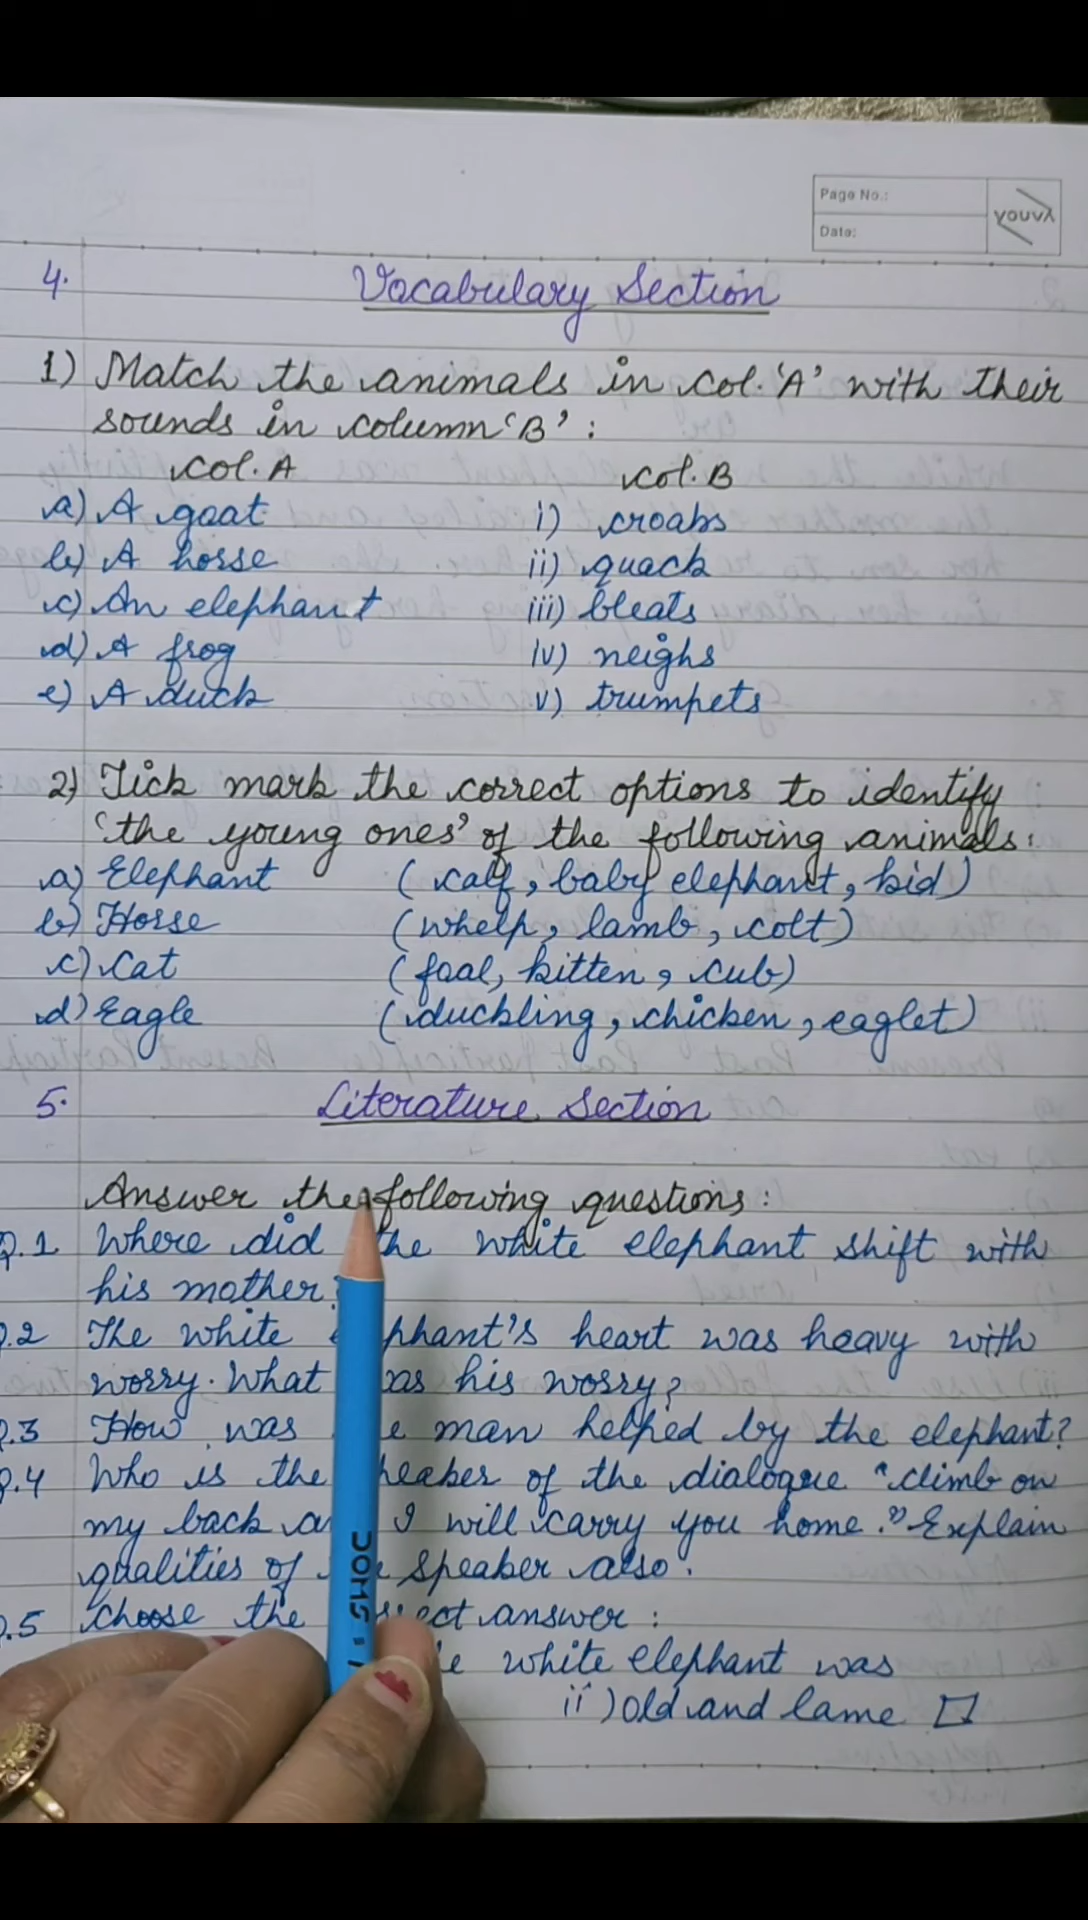 Page No.:
Date:
YOUVA
4. Vocabulary Section
1) Match the animals in col. 'A' with their
sounds in column 'B' :
col. A col. B
a) A goat i) croaks
b) A horse ii) quack
c) An elephant iii) bleats
d) A frog iv) neighs
e) A duck v) trumpets
2) Tick mark the correct options to identify
'the young ones' of the following animals:
a) Elephant (calf, baby elephant, kid)
b) Horse (whelp, lamb, colt)
c) Cat (foal, kitten, cub)
d) Eagle (duckling, chicken, eaglet)
5. Literature Section
Answer the following questions :
Q.1 Where did the white elephant shift with
his mother?
Q.2 The white phant's heart was heavy with
worry. What was his worry?
Q.3 How was man helped by the elephant?
Q.4 Who is the speaker of the dialogue "climb on
my back I will carry you home." Explain
qualities of speaker also.
Q.5 Choose the correct answer :
white elephant was
ii) old and lame
DOMS